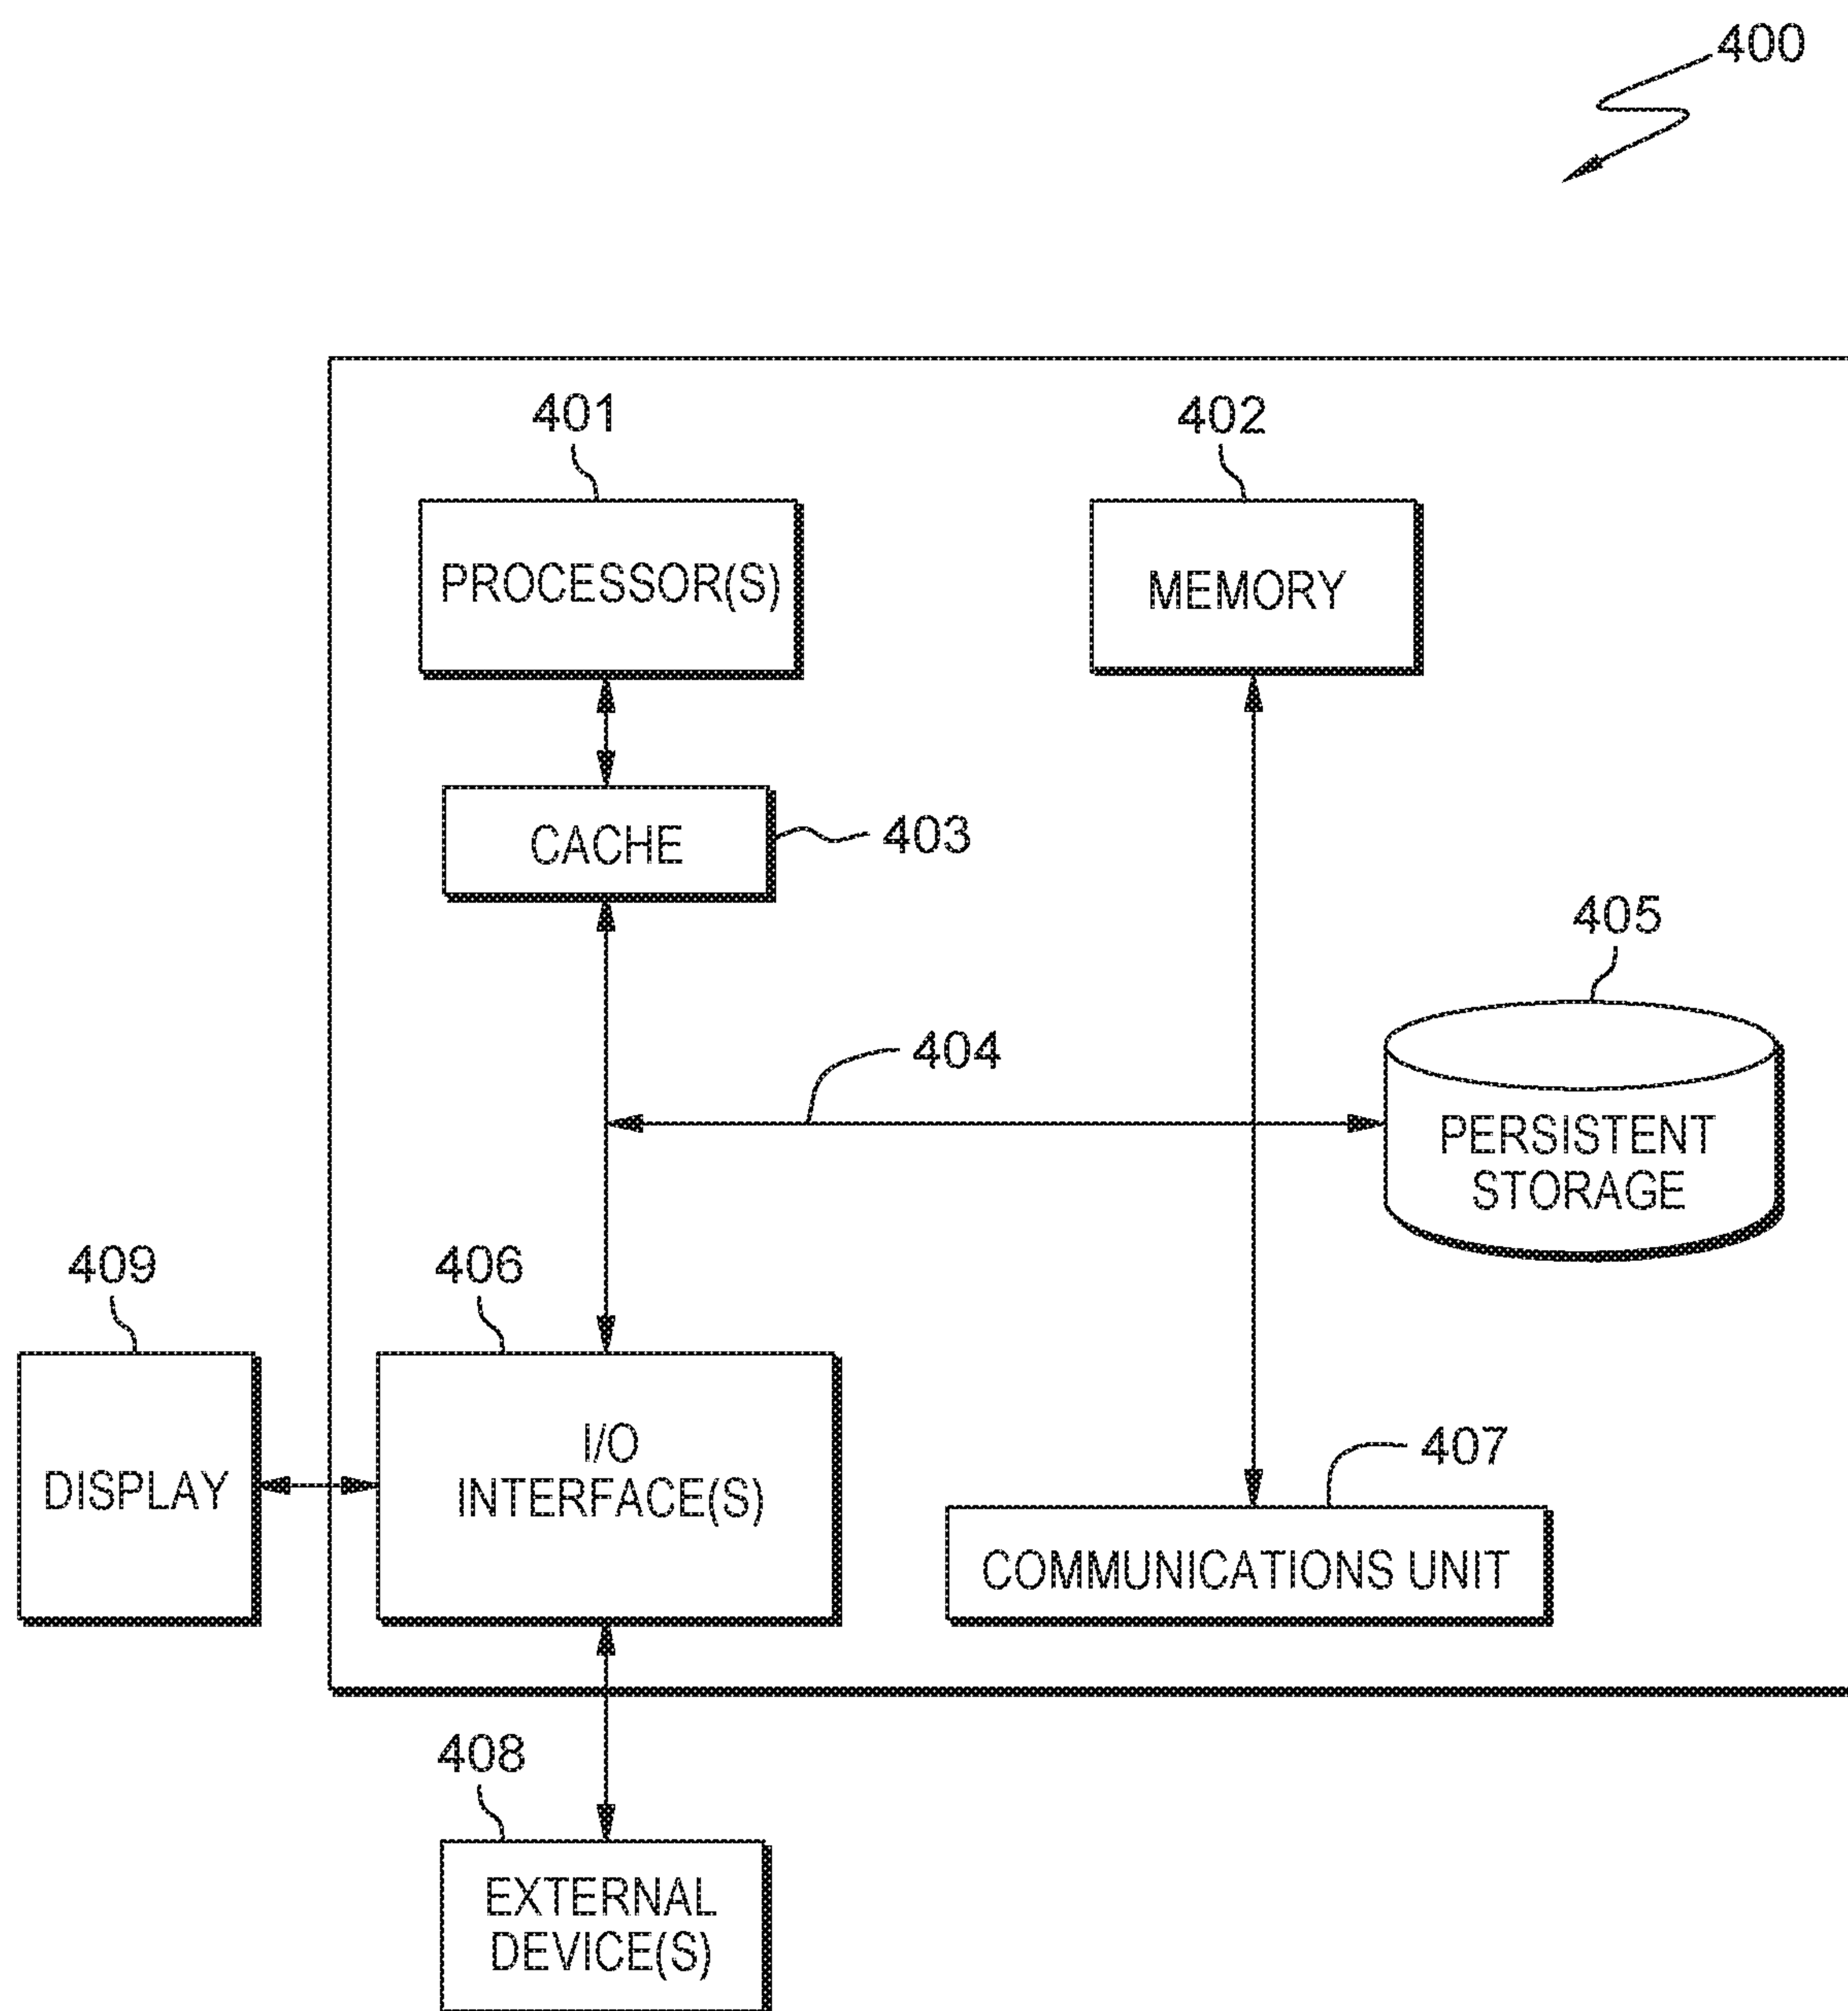 400
401
402
PROCESSOR(S)
MEMORY
CACHE
403
405
404
PERSISTENT
STORAGE
409
406
I/O
INTERFACE(S)
407
DISPLAY
COMMUNICATIONS UNIT
408
EXTERNAL
DEVICE(S)